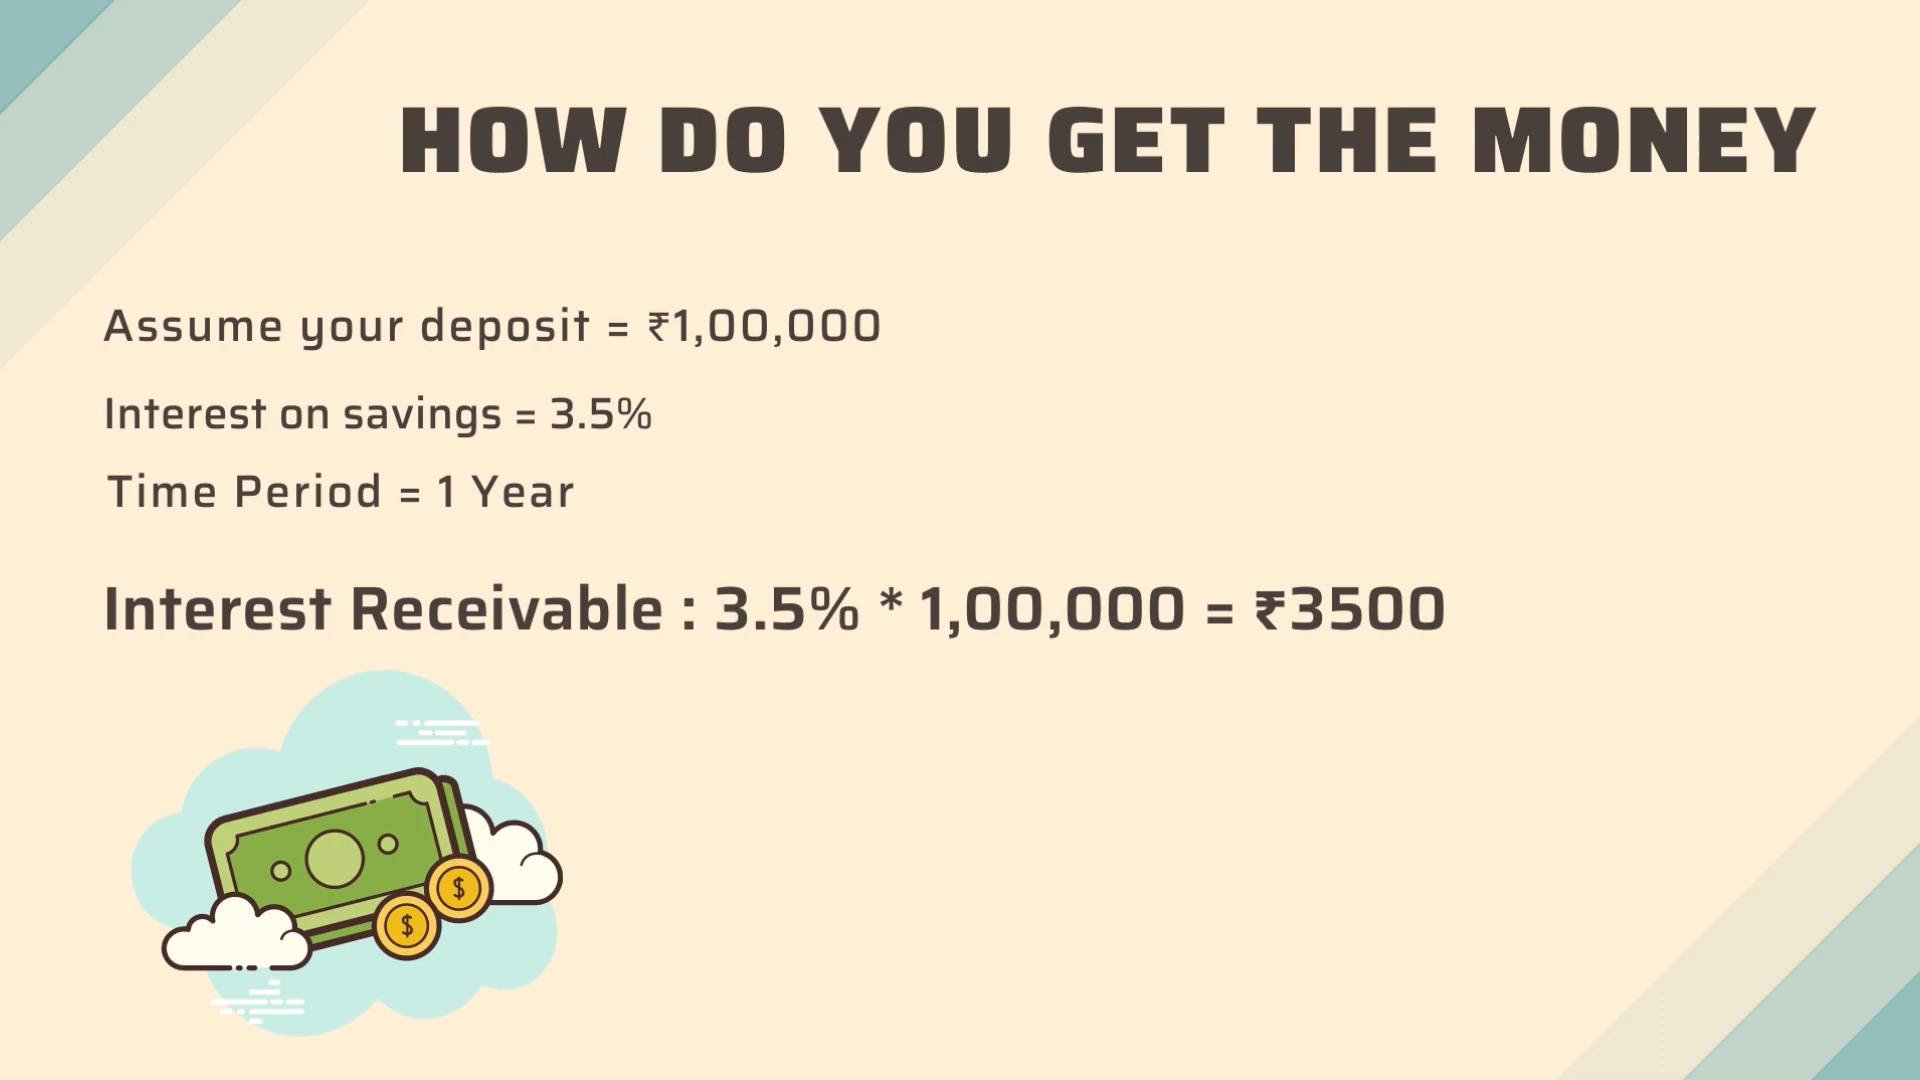 HOW DO YOU GET THE MONEY
Assume your deposit = ₹1,00,000
Interest on savings = 3.5%
Time Period = 1 Year
Interest Receivable : 3.5% * 1,00,000 = ₹3500
$
$